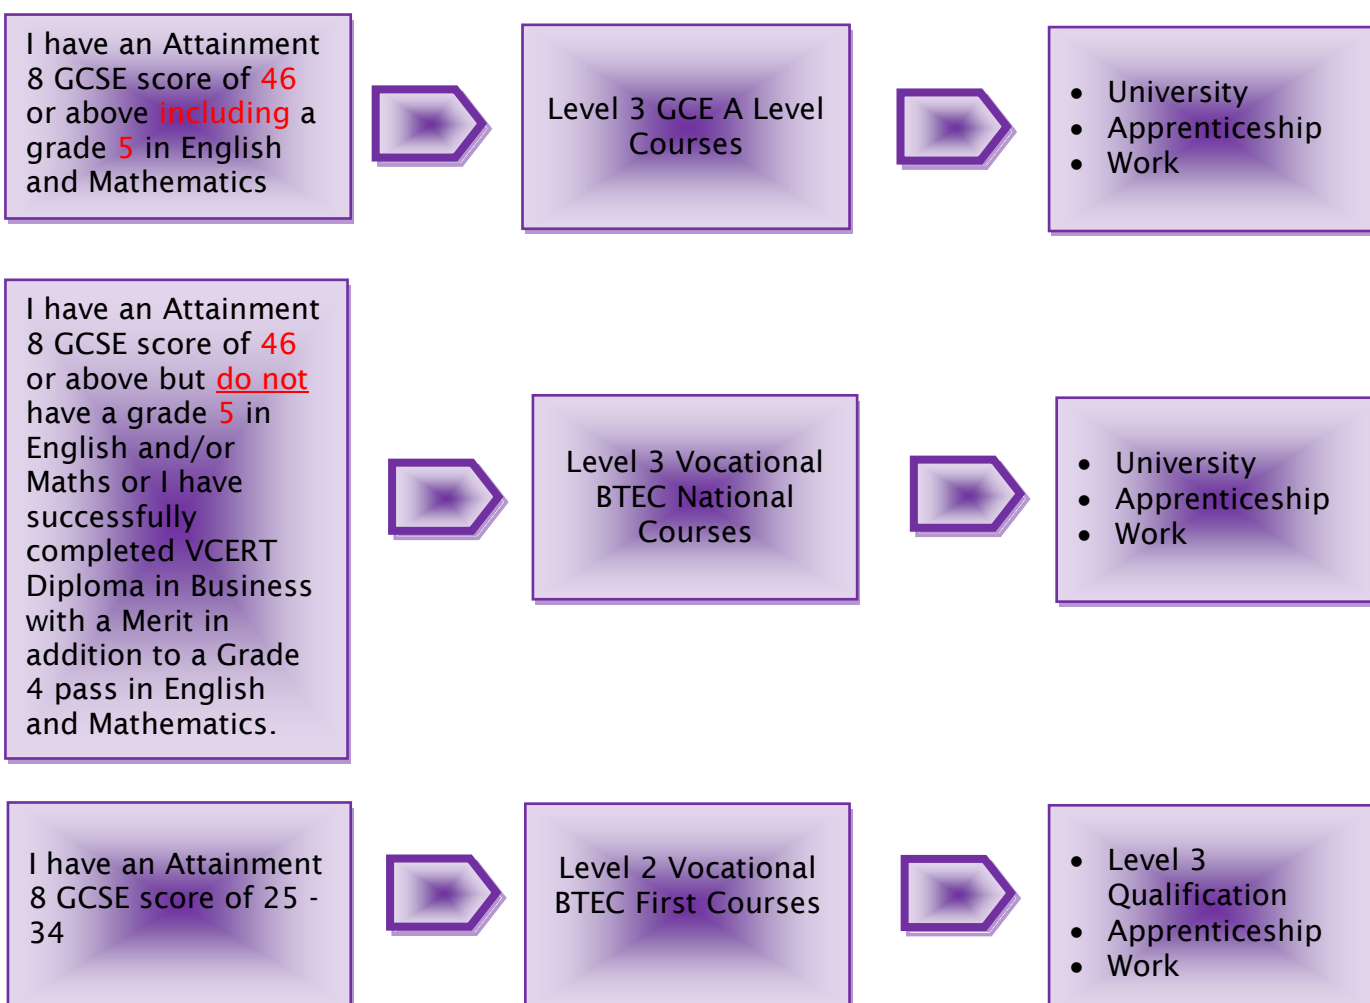 I have an Attainment
8 GCSE score of 46
or above including a
grade 5 in English
and Mathematics
Level 3 GCE A Level
Courses
• University
• Apprenticeship
• Work
I have an Attainment
8 GCSE score of 46
or above but do not
have a grade 5 in
English and/or
Maths or I have
successfully
completed VCERT
Diploma in Business
with a Merit in
addition to a Grade
4 pass in English
and Mathematics.
Level 3 Vocational
BTEC National
Courses
• University
• Apprenticeship
• Work
I have an Attainment
8 GCSE score of 25 -
34
Level 2 Vocational
BTEC First Courses
• Level 3
Qualification
• Apprenticeship
• Work